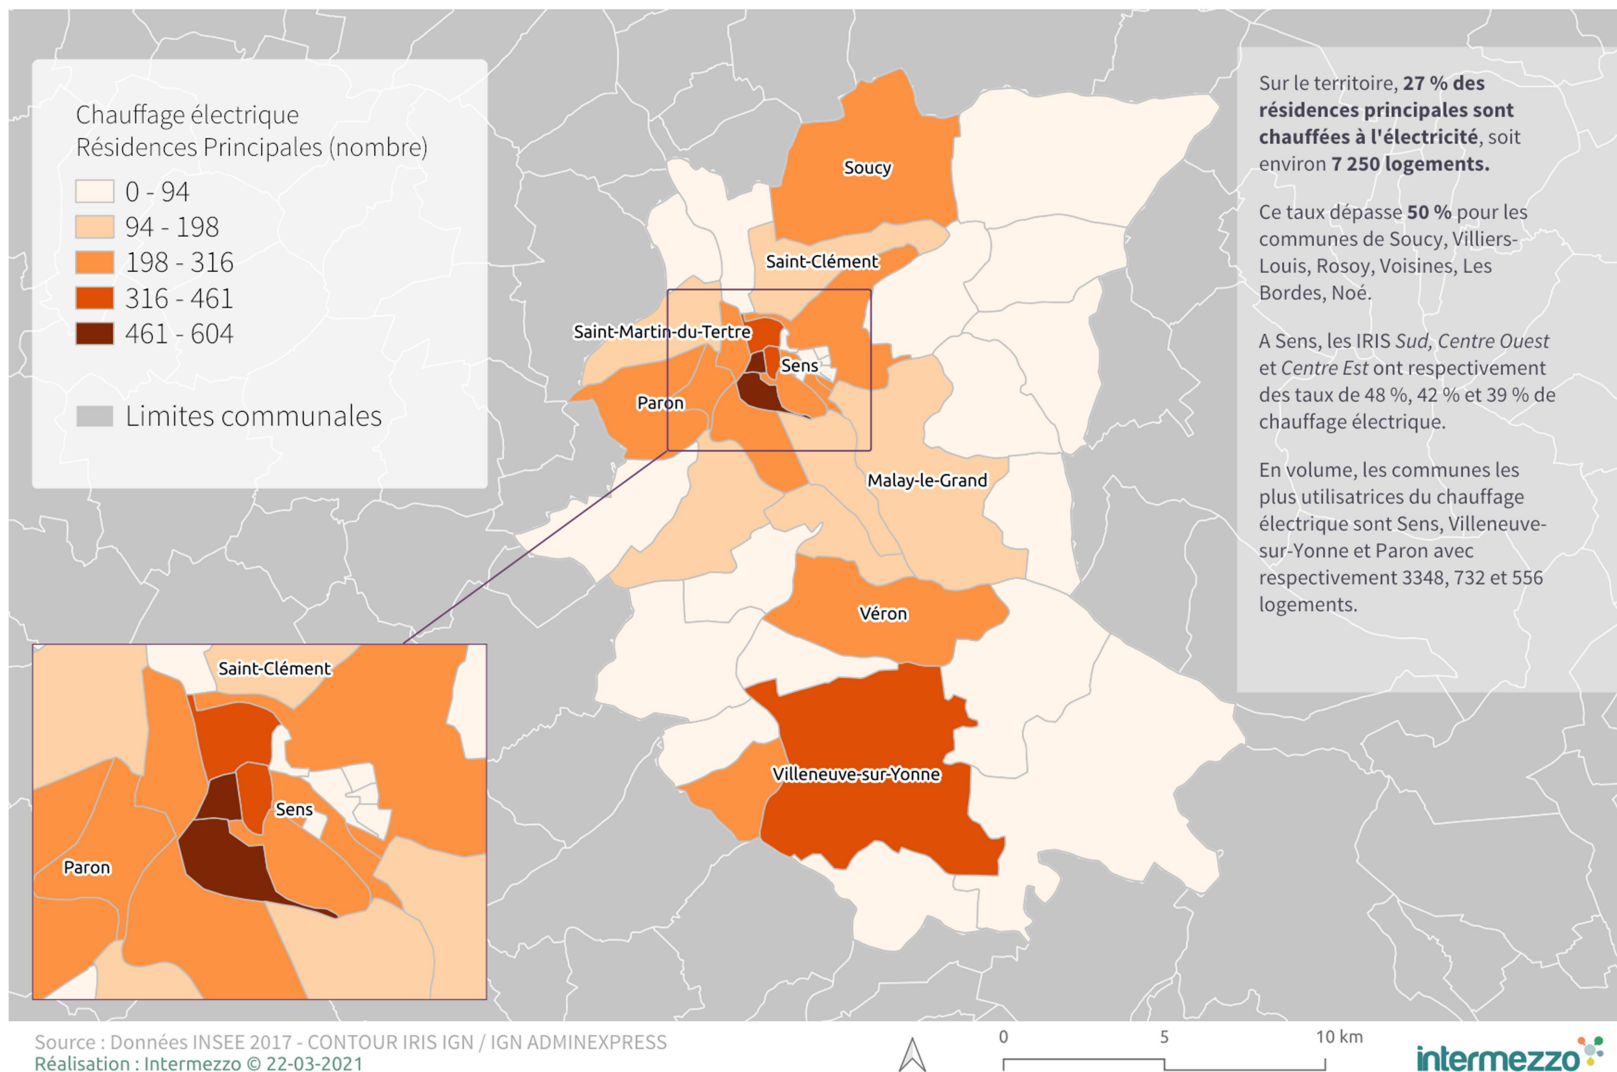 Chauffage électrique
Résidences Principales (nombre)
0 - 94
94 - 198
198 - 316
316 - 461
461 - 604
Limites communales
Soucy
Saint-Clément
Saint-Martin-du-Tertre
Sens
Paron
Malay-le-Grand
Véron
Villeneuve-sur-Yonne
Saint-Clément
Sens
Paron
Sur le territoire, 27 % des
résidences principales sont
chauffées à l'électricité, soit
environ 7 250 logements.
Ce taux dépasse 50 % pour les
communes de Soucy, Villiers-
Louis, Rosoy, Voisines, Les
Bordes, Noé.
A Sens, les IRIS Sud, Centre Ouest
et Centre Est ont respectivement
des taux de 48 %, 42 % et 39 % de
chauffage électrique.
En volume, les communes les
plus utilisatrices du chauffage
électrique sont Sens, Villeneuve-
sur-Yonne et Paron avec
respectivement 3348, 732 et 556
logements.
Source : Données INSEE 2017 - CONTOUR IRIS IGN / IGN ADMINEXPRESS
Réalisation : Intermezzo © 22-03-2021
0 5 10 km
intermezzo